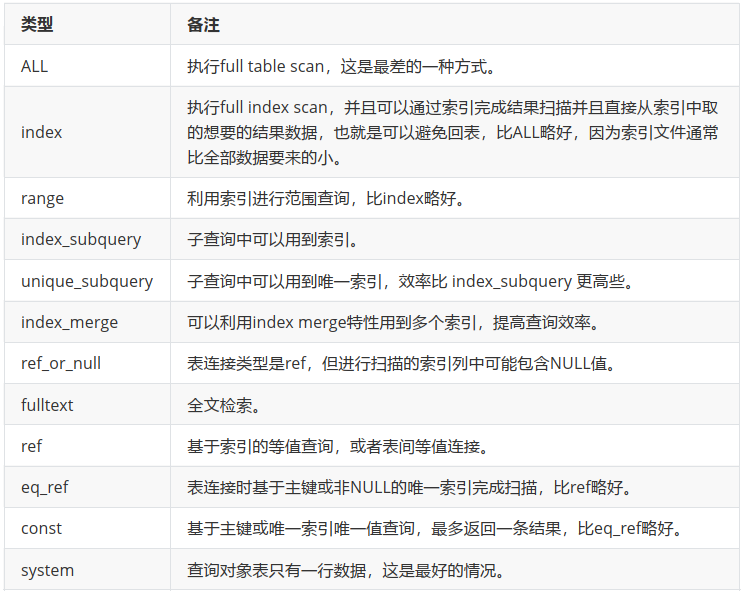 类型 备注
ALL 执行full table scan，这是最差的一种方式。
index 执行full index scan，并且可以通过索引完成结果扫描并且直接从索引中取
的想要的结果数据，也就是可以避免回表，比ALL略好，因为索引文件通常
比全部数据要来的小。
range 利用索引进行范围查询，比index略好。
index_subquery 子查询中可以用到索引。
unique_subquery 子查询中可以用到唯一索引，效率比 index_subquery 更高些。
index_merge 可以利用index merge特性用到多个索引，提高查询效率。
ref_or_null 表连接类型是ref，但进行扫描的索引列中可能包含NULL值。
fulltext 全文检索。
ref 基于索引的等值查询，或者表间等值连接。
eq_ref 表连接时基于主键或非NULL的唯一索引完成扫描，比ref略好。
const 基于主键或唯一索引唯一值查询，最多返回一条结果，比eq_ref略好。
system 查询对象表只有一行数据，这是最好的情况。